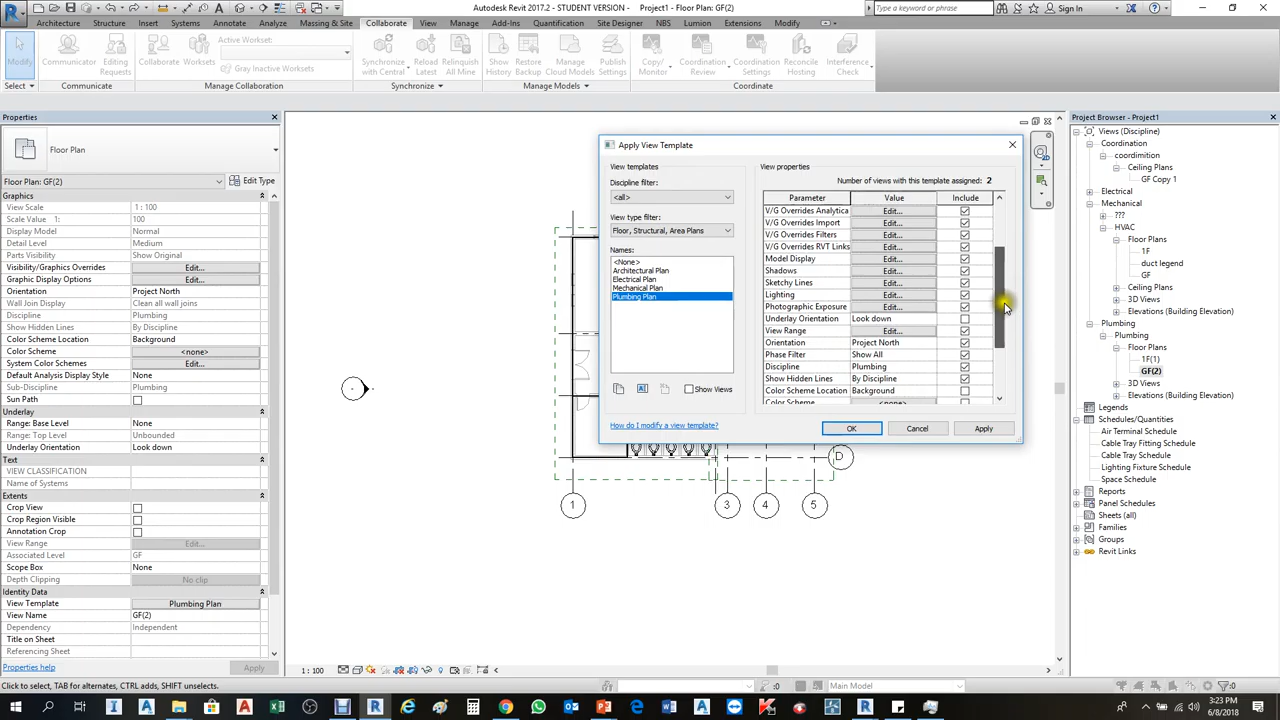 Autodesk Revit 2017.2 - STUDENT VERSION - Project1 - Floor Plan: GF(2)
Type a keyword or phrase
Sign In
Architecture Structure Insert Systems Annotate Analyze Massing & Site Collaborate View Manage Add-Ins Quantification Site Designer NBS Lumion Extensions Modify
Modify
Communicator
Editing Requests
Collaborate
Worksets
Active Workset:
Gray Inactive Worksets
Synchronize with Central
Reload Latest
Relinquish All Mine
Show History
Restore Backup
Manage Cloud Models
Publish Settings
Copy/ Monitor
Coordination Review
Coordination Settings
Reconcile Hosting
Interference Check
Select
Communicate
Manage Collaboration
Synchronize
Manage Models
Coordinate
Properties
Floor Plan
Floor Plan: GF(2)
Edit Type
Graphics
View Scale 1 : 100
Scale Value 1: 100
Display Model Normal
Detail Level Medium
Parts Visibility Show Original
Visibility/Graphics Overrides Edit...
Graphic Display Options Edit...
Orientation Project North
Wall Join Display Clean all wall joins
Discipline Plumbing
Show Hidden Lines By Discipline
Color Scheme Location Background
Color Scheme <none>
System Color Schemes Edit...
Default Analysis Display Style None
Sub-Discipline Plumbing
Sun Path
Underlay
Range: Base Level None
Range: Top Level Unbounded
Underlay Orientation Look down
Text
VIEW CLASSIFICATION
Name of Systems
Extents
Crop View
Crop Region Visible
Annotation Crop
View Range Edit...
Associated Level GF
Scope Box None
Depth Clipping No clip
Identity Data
View Template Plumbing Plan
View Name GF(2)
Dependency Independent
Title on Sheet
Referencing Sheet
Properties help
Apply
1
3
4
5
D
Apply View Template
View templates
Discipline filter:
<all>
View type filter:
Floor, Structural, Area Plans
Names:
<None>
Architectural Plan
Electrical Plan
Mechanical Plan
Plumbing Plan
Show Views
How do I modify a view template?
View properties
Number of views with this template assigned: 2
Parameter Value Include
V/G Overrides Analytica Edit...
V/G Overrides Import Edit...
V/G Overrides Filters Edit...
V/G Overrides RVT Links Edit...
Model Display Edit...
Shadows Edit...
Sketchy Lines Edit...
Lighting Edit...
Photographic Exposure Edit...
Underlay Orientation Look down
View Range Edit...
Orientation Project North
Phase Filter Show All
Discipline Plumbing
Show Hidden Lines By Discipline
Color Scheme Location Background
Color Scheme <none>
OK
Cancel
Apply
Project Browser - Project1
Views (Discipline)
Coordination
coordimition
Ceiling Plans
GF Copy 1
Electrical
Mechanical
???
HVAC
Floor Plans
1F
duct legend
GF
Ceiling Plans
3D Views
Elevations (Building Elevation)
Plumbing
Plumbing
Floor Plans
1F(1)
GF(2)
3D Views
Elevations (Building Elevation)
Legends
Schedules/Quantities
Air Terminal Schedule
Cable Tray Fitting Schedule
Cable Tray Schedule
Lighting Fixture Schedule
Space Schedule
Reports
Panel Schedules
Sheets (all)
Families
Groups
Revit Links
1 : 100
Click to select, TAB for alternates, CTRL adds, SHIFT unselects.
:0
Main Model
:0
3:23 PM
6/8/2018